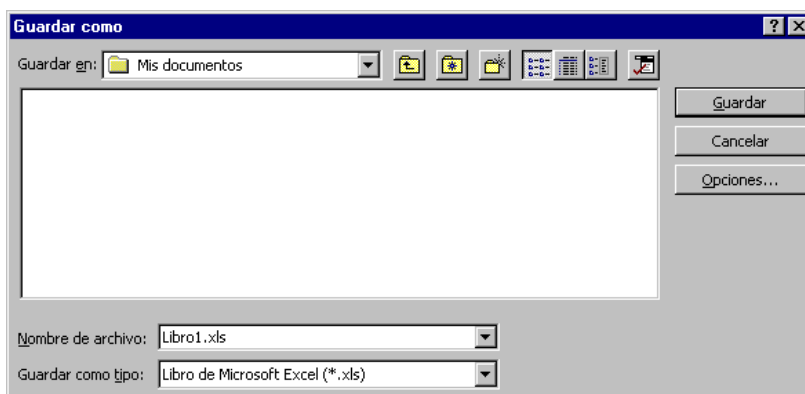 Guardar como
Guardar en: Mis documentos
Guardar
Cancelar
Opciones...
Nombre de archivo: Libro1.xls
Guardar como tipo: Libro de Microsoft Excel (*.xls)